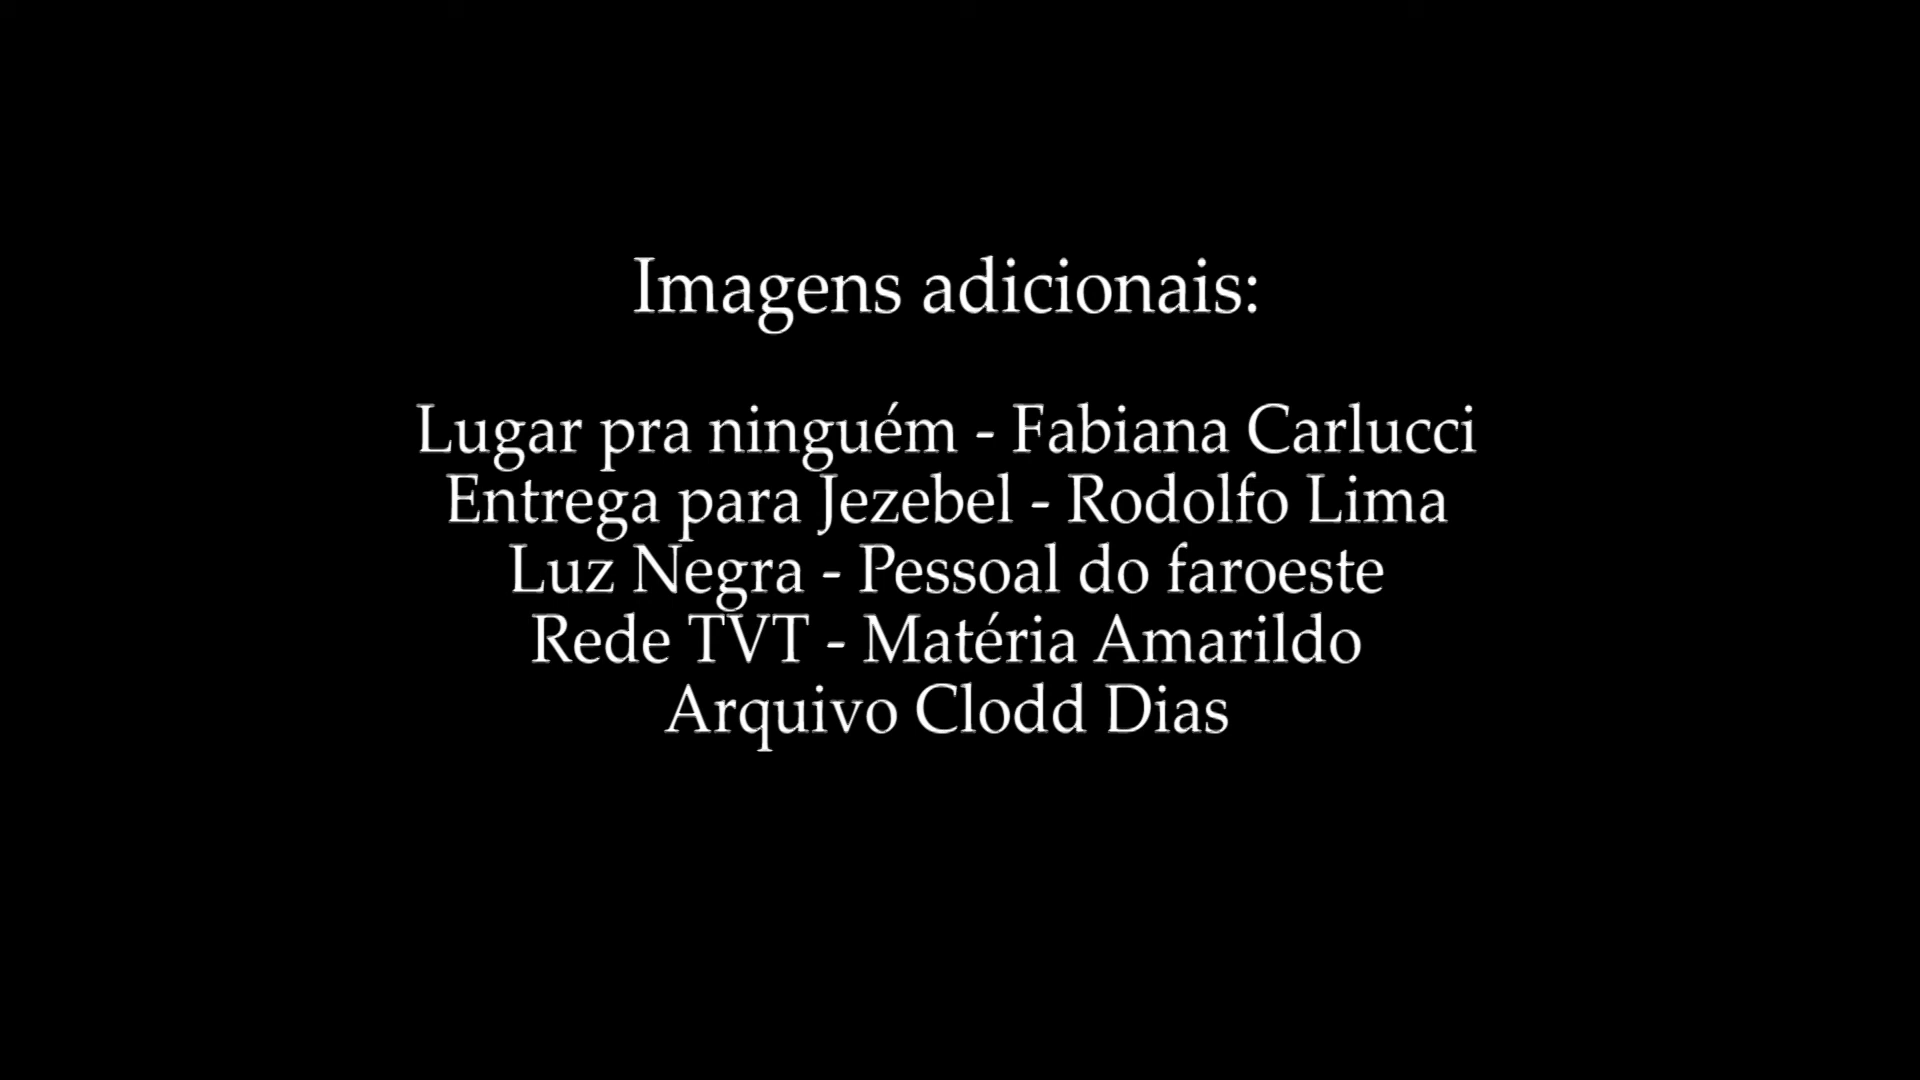 Imagens adicionais:
Lugar pra ninguém - Fabiana Carlucci
Entrega para Jezebel - Rodolfo Lima
Luz Negra - Pessoal do faroeste
Rede TVT - Matéria Amarildo
Arquivo Clodd Dias